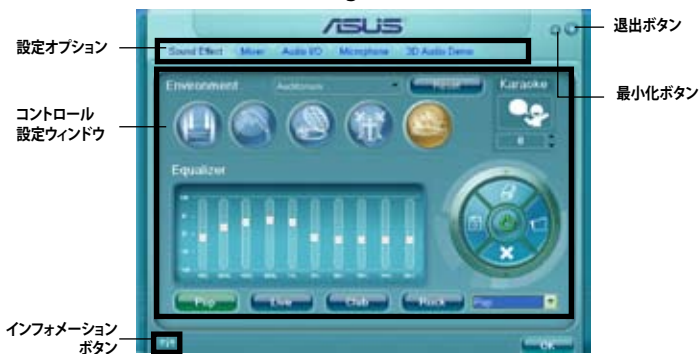 ASUS
退出ボタン
設定オプション
Sound Effect Mixer Audio I/O Microphone 3D Audio Demo
最小化ボタン
Environment Auditorium Reset Karaoke
コントロール
設定ウィンドウ
0
Equalizer
Pop Live Club Rock Pop
インフォメーション
ボタン
OK